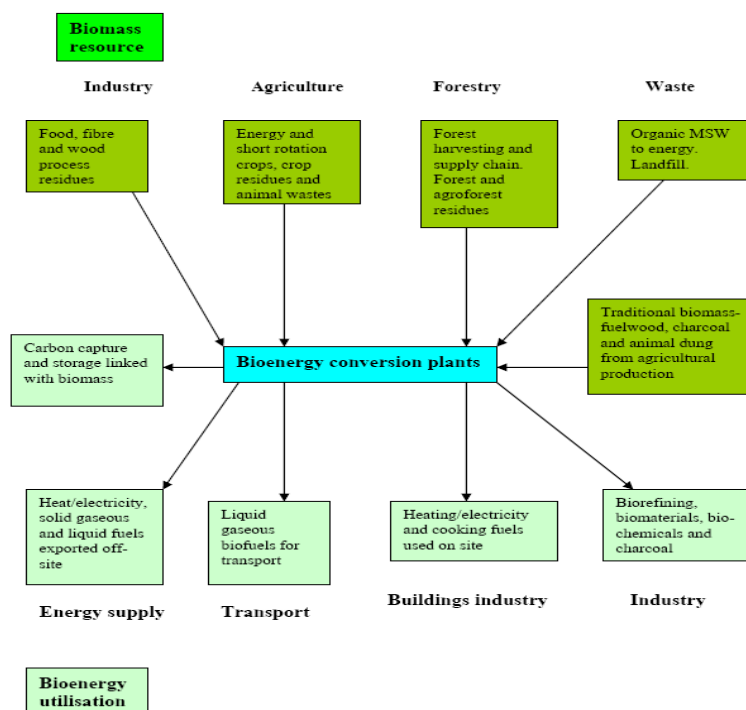 Biomass
resource
Industry
Agriculture
Forestry
Waste
Food, fibre
and wood
process
residues
Energy and
short rotation
crops, crop
residues and
animal wastes
Forest
harvesting and
supply chain.
Forest and
agroforest
residues
Organic MSW
to energy.
Landfill.
Carbon capture
and storage linked
with biomass
Bioenergy conversion plants
Traditional biomass-
fuelwood, charcoal
and animal dung
from agricultural
production
Heat/electricity,
solid gaseous
and liquid fuels
exported off-
site
Liquid
gaseous
biofuels for
transport
Heating/electricity
and cooking fuels
used on site
Biorefining,
biomaterials, bio-
chemicals and
charcoal
Energy supply
Transport
Buildings industry
Industry
Bioenergy
utilisation